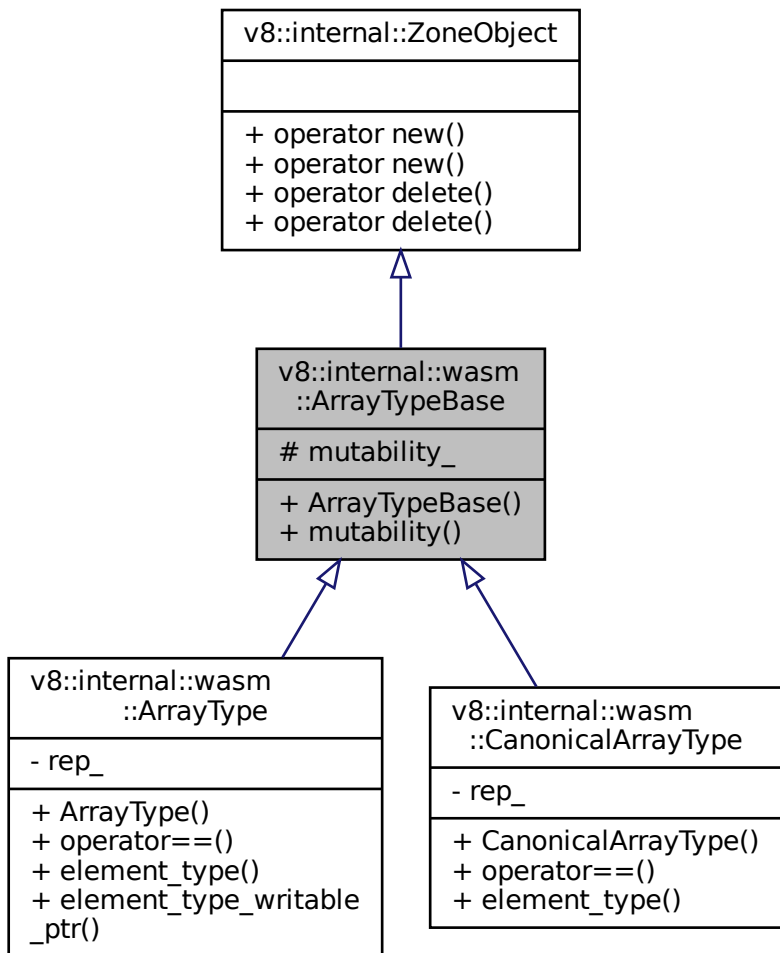 v8::internal::ZoneObject
+ operator new()
+ operator new()
+ operator delete()
+ operator delete()
v8::internal::wasm
::ArrayTypeBase
# mutability_
+ ArrayTypeBase()
+ mutability()
v8::internal::wasm
::ArrayType
- rep_
+ ArrayType()
+ operator==()
+ element_type()
+ element_type_writable
_ptr()
v8::internal::wasm
::CanonicalArrayType
- rep_
+ CanonicalArrayType()
+ operator==()
+ element_type()